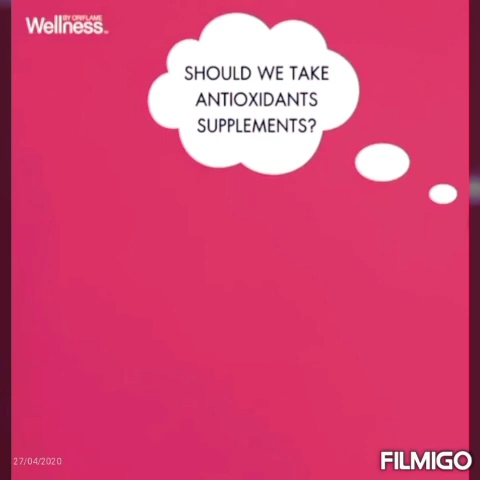 BY ORIFLAME
Wellness
SHOULD WE TAKE
ANTIOXIDANTS
SUPPLEMENTS?
27/04/2020
FILMIGO